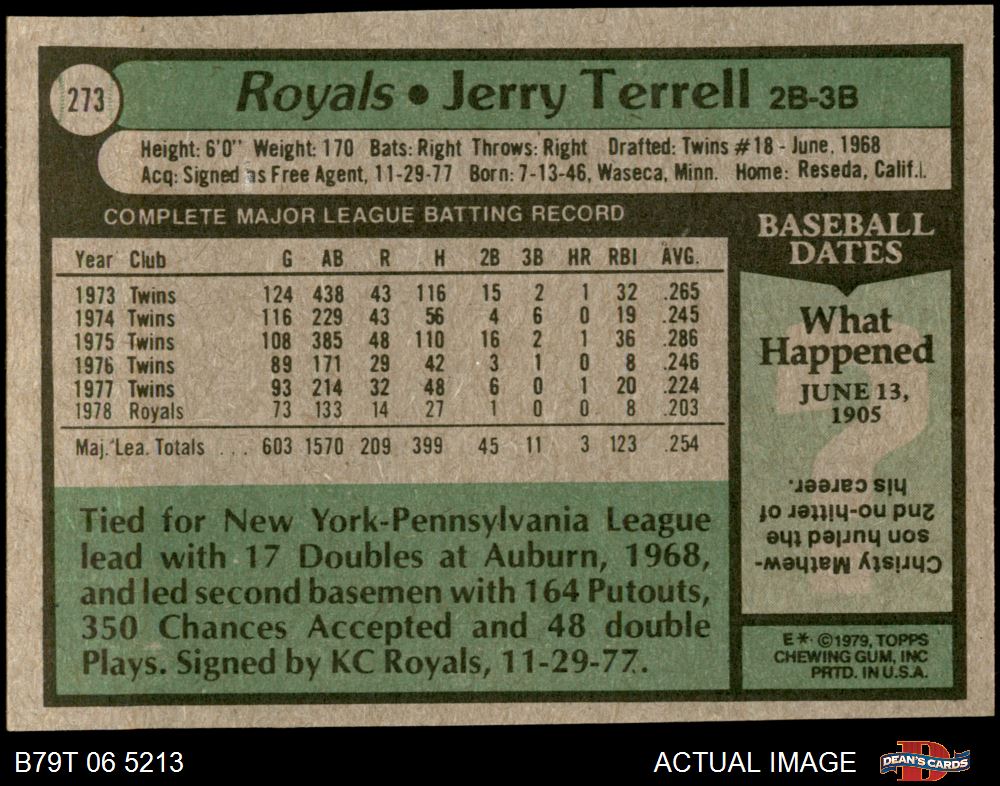 273
Royals • Jerry Terrell 2B-3B
Height: 6'0" Weight: 170 Bats: Right Throws: Right Drafted: Twins #18 - June, 1968
Acq: Signed as Free Agent, 11-29-77 Born: 7-13-46, Waseca, Minn. Home: Reseda, Calif.
COMPLETE MAJOR LEAGUE BATTING RECORD
Year Club G AB R H 2B 3B HR RBI AVG.
1973 Twins 124 438 43 116 15 2 1 32 .265
1974 Twins 116 229 43 56 4 6 0 19 .245
1975 Twins 108 385 48 110 16 2 1 36 .286
1976 Twins 89 171 29 42 3 1 0 8 .246
1977 Twins 93 214 32 48 6 0 1 20 .224
1978 Royals 73 133 14 27 1 0 0 8 .203
Maj. Lea. Totals . . . 603 1570 209 399 45 11 3 123 .254
Tied for New York-Pennsylvania League
lead with 17 Doubles at Auburn, 1968,
and led second basemen with 164 Putouts,
350 Chances Accepted and 48 double
Plays. Signed by KC Royals, 11-29-77.
BASEBALL
DATES
What
Happened
JUNE 13,
1905
?
Christy Mathew-
son hurled the
2nd no-hitter of
his career.
E* ©1979, TOPPS
CHEWING GUM, INC
PRTD. IN U.S.A.
B79T 06 5213
ACTUAL IMAGE
D
DEAN'S CARDS